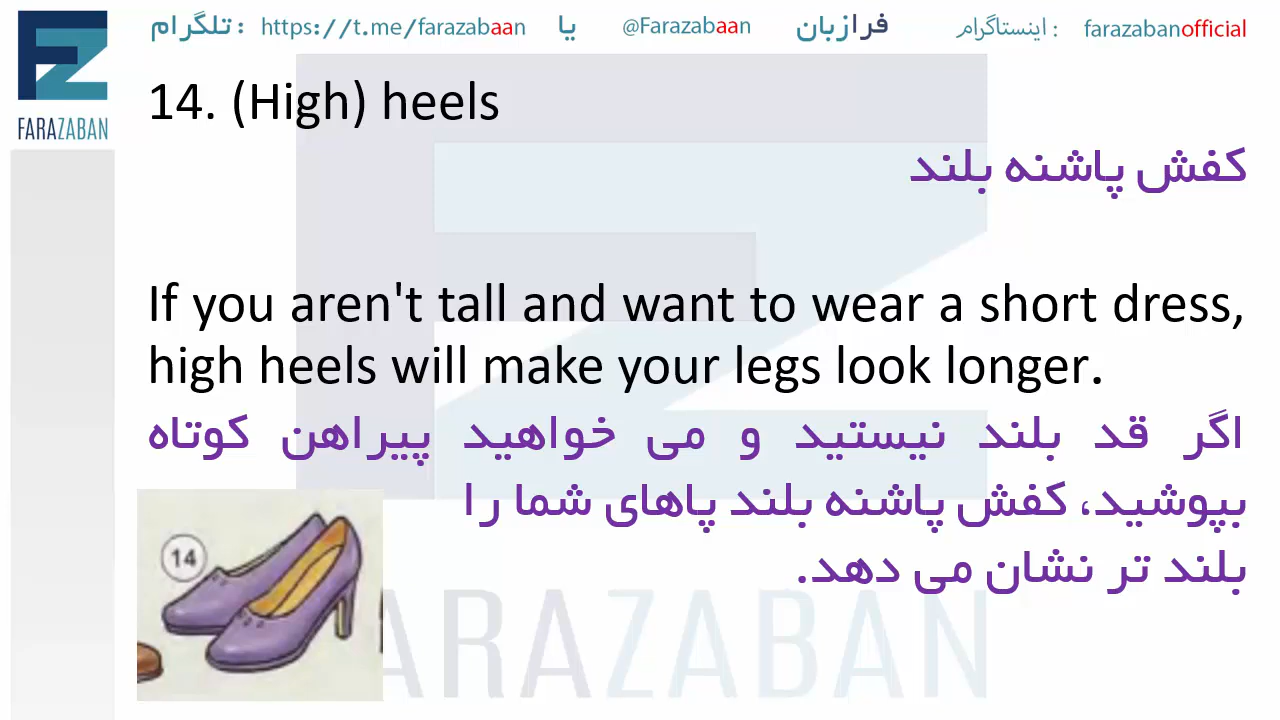 تلگرام : https://t.me/farazabaan یا @Farazabaan فرازبان اینستاگرام : farazabanofficial
FARAZABAN
14. (High) heels
کفش پاشنه بلند
If you aren't tall and want to wear a short dress,
high heels will make your legs look longer.
اگر قد بلند نیستید و می خواهید پیراهن کوتاه
بپوشید، کفش پاشنه بلند پاهای شما را
بلند تر نشان می دهد.
14
FARAZABAN